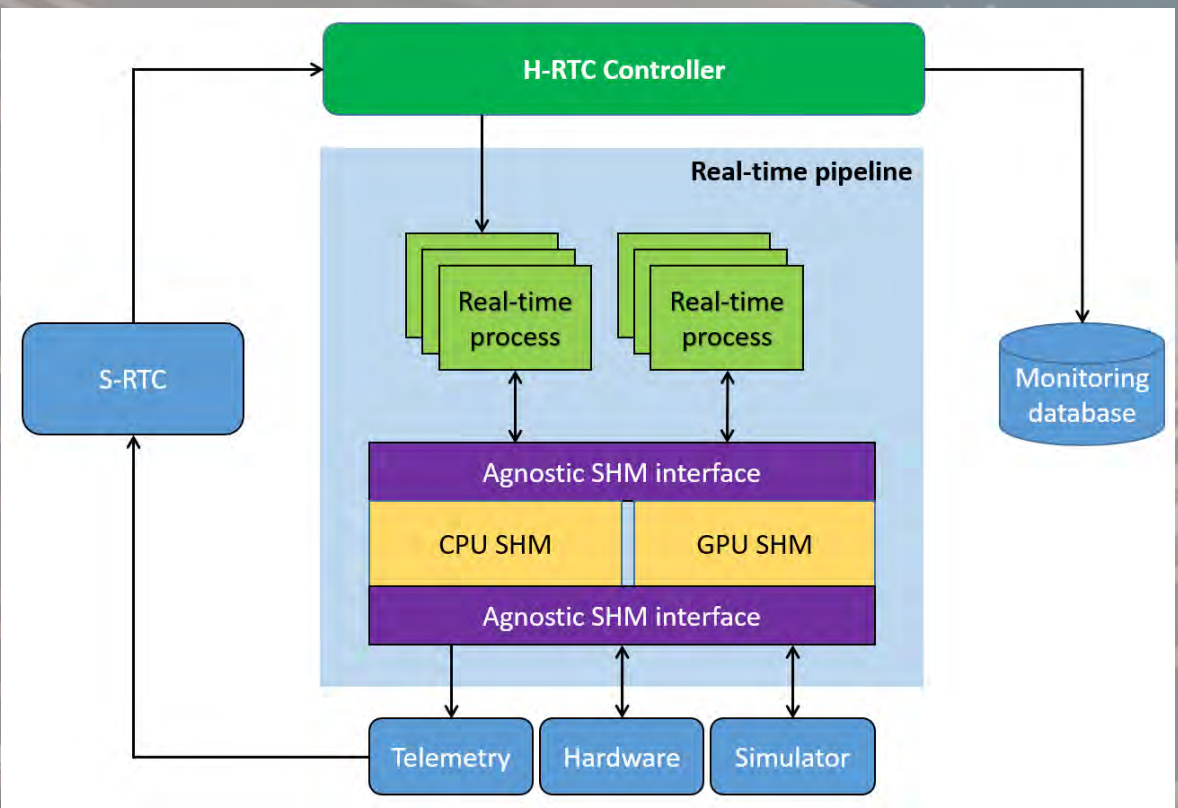 H-RTC Controller
Real-time pipeline
Real-time
process
Real-time
process
S-RTC
Monitoring
database
Agnostic SHM interface
CPU SHM
GPU SHM
Agnostic SHM interface
Telemetry
Hardware
Simulator